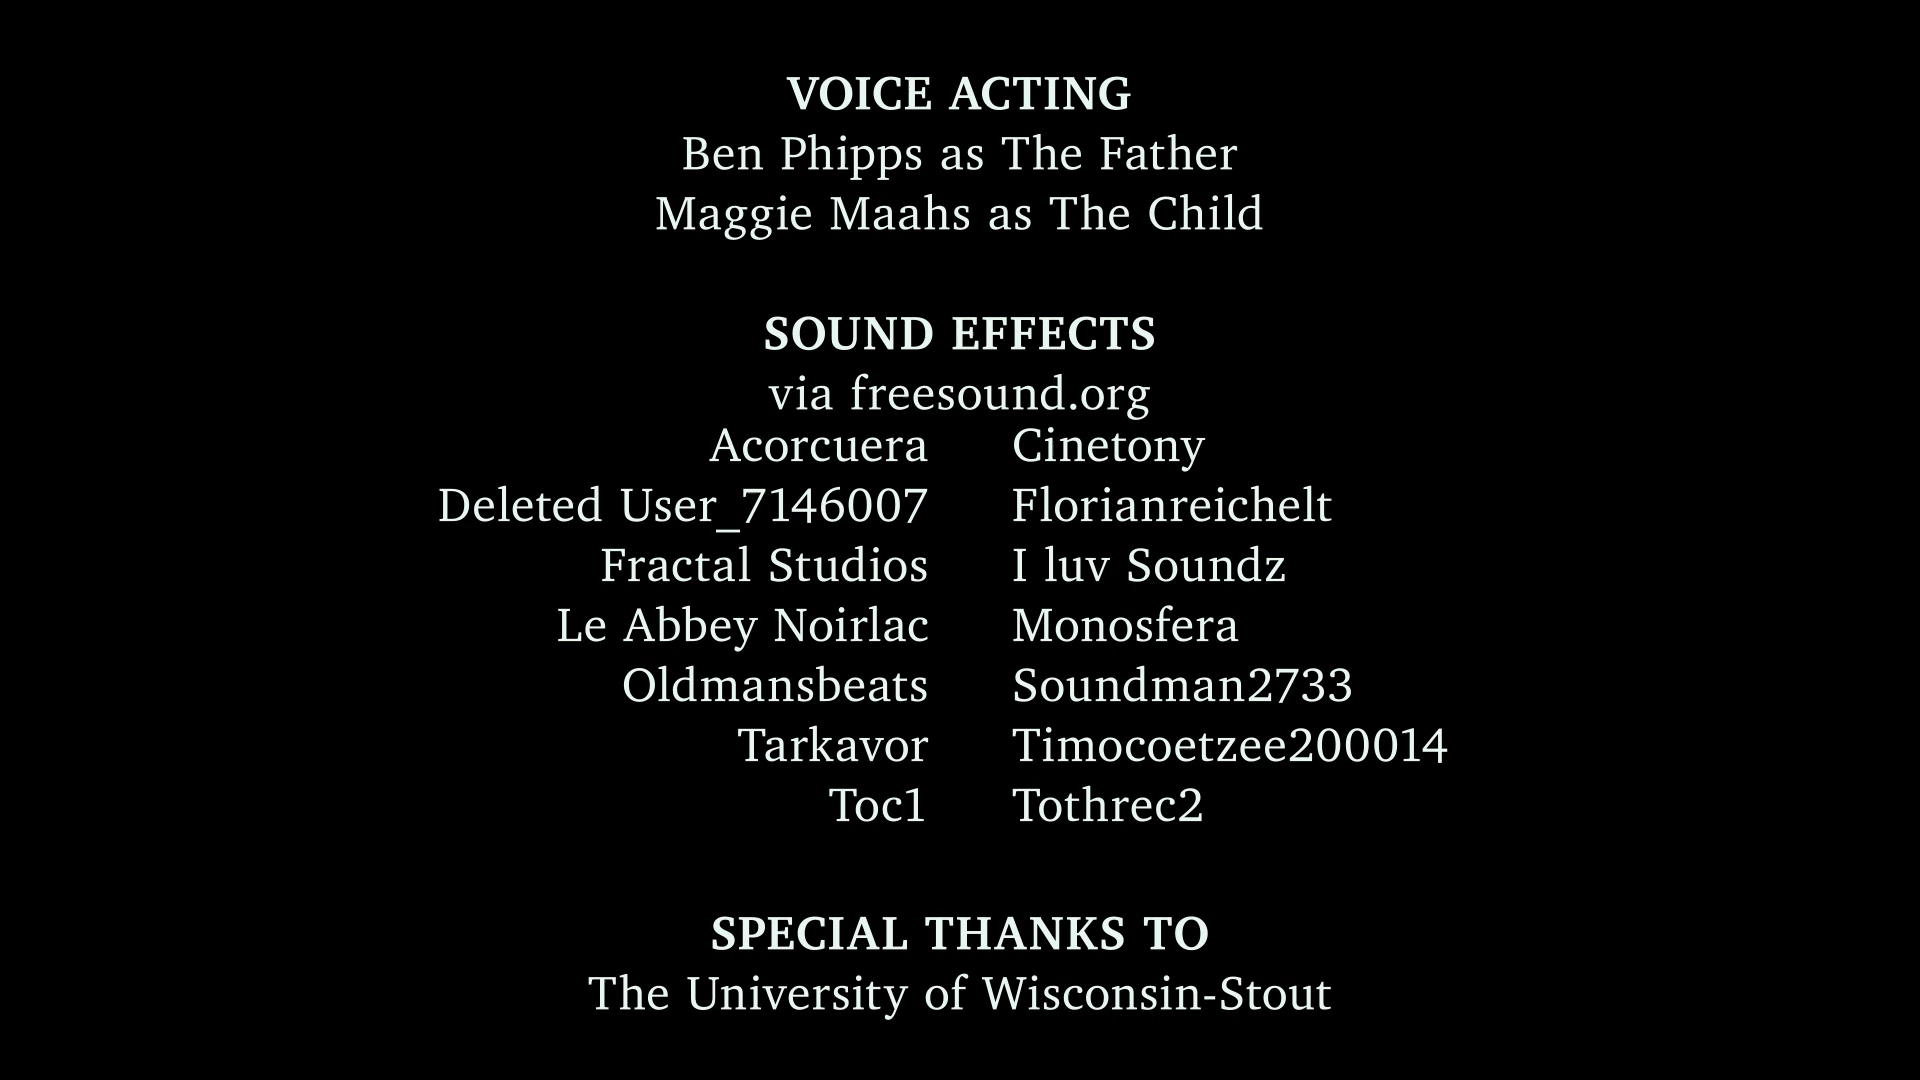 VOICE ACTING
Ben Phipps as The Father
Maggie Maahs as The Child
SOUND EFFECTS
via freesound.org
Acorcuera Cinetony
Deleted User_7146007 Florianreichelt
Fractal Studios I luv Soundz
Le Abbey Noirlac Monosfera
Oldmansbeats Soundman2733
Tarkavor Timocoetzee200014
Toc1 Tothrec2
SPECIAL THANKS TO
The University of Wisconsin-Stout